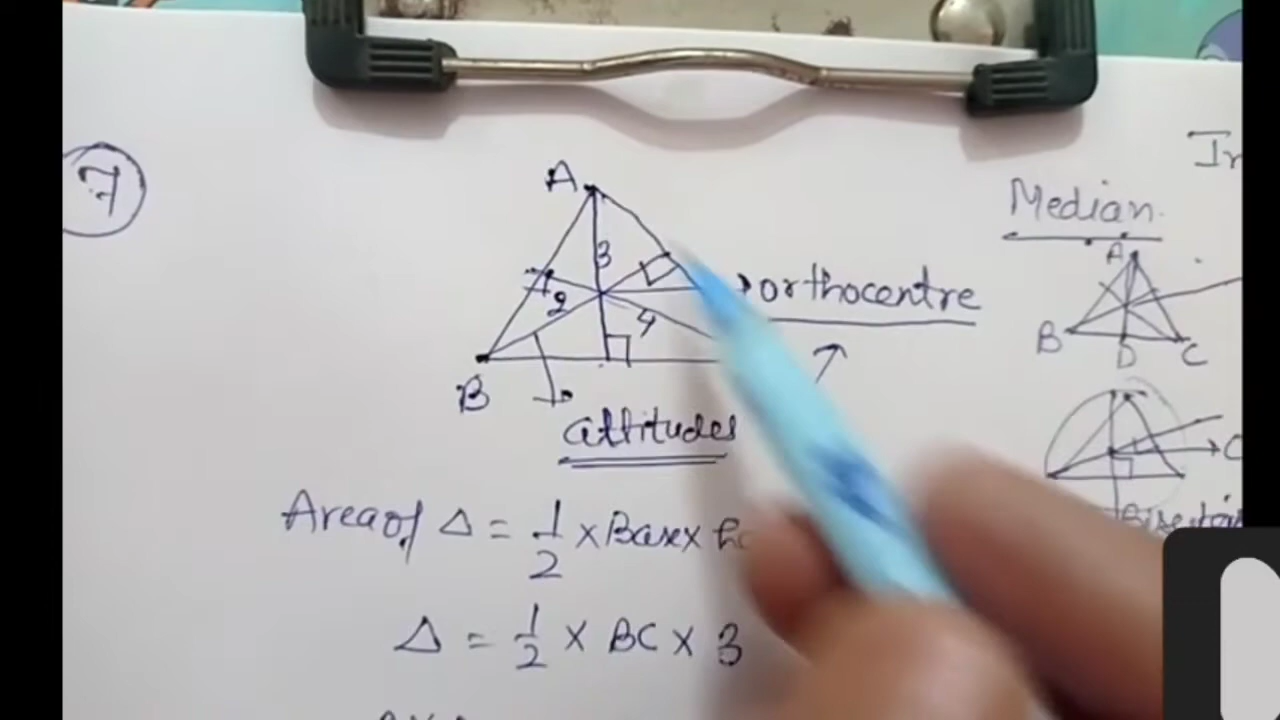 7
A
3
2
4
B
orthocentre
altitudes
Area of Δ = 1/2 × Base ×
Δ = 1/2 × BC × 3
Median
A
B
D
C